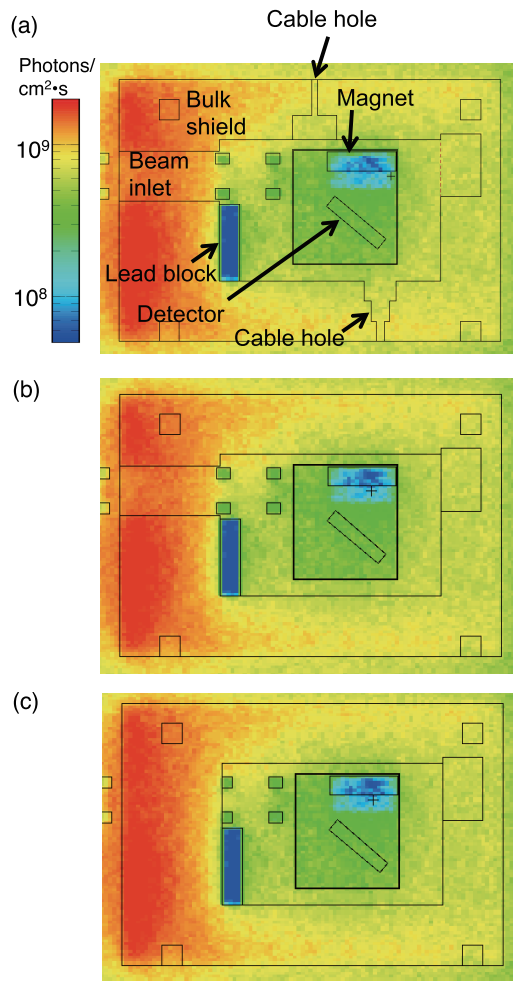 (a)
Cable hole
Photons/
cm²•s
Bulk
shield
Magnet
10⁹
Beam
inlet
Lead block
10⁸
Detector
Cable hole
(b)
(c)